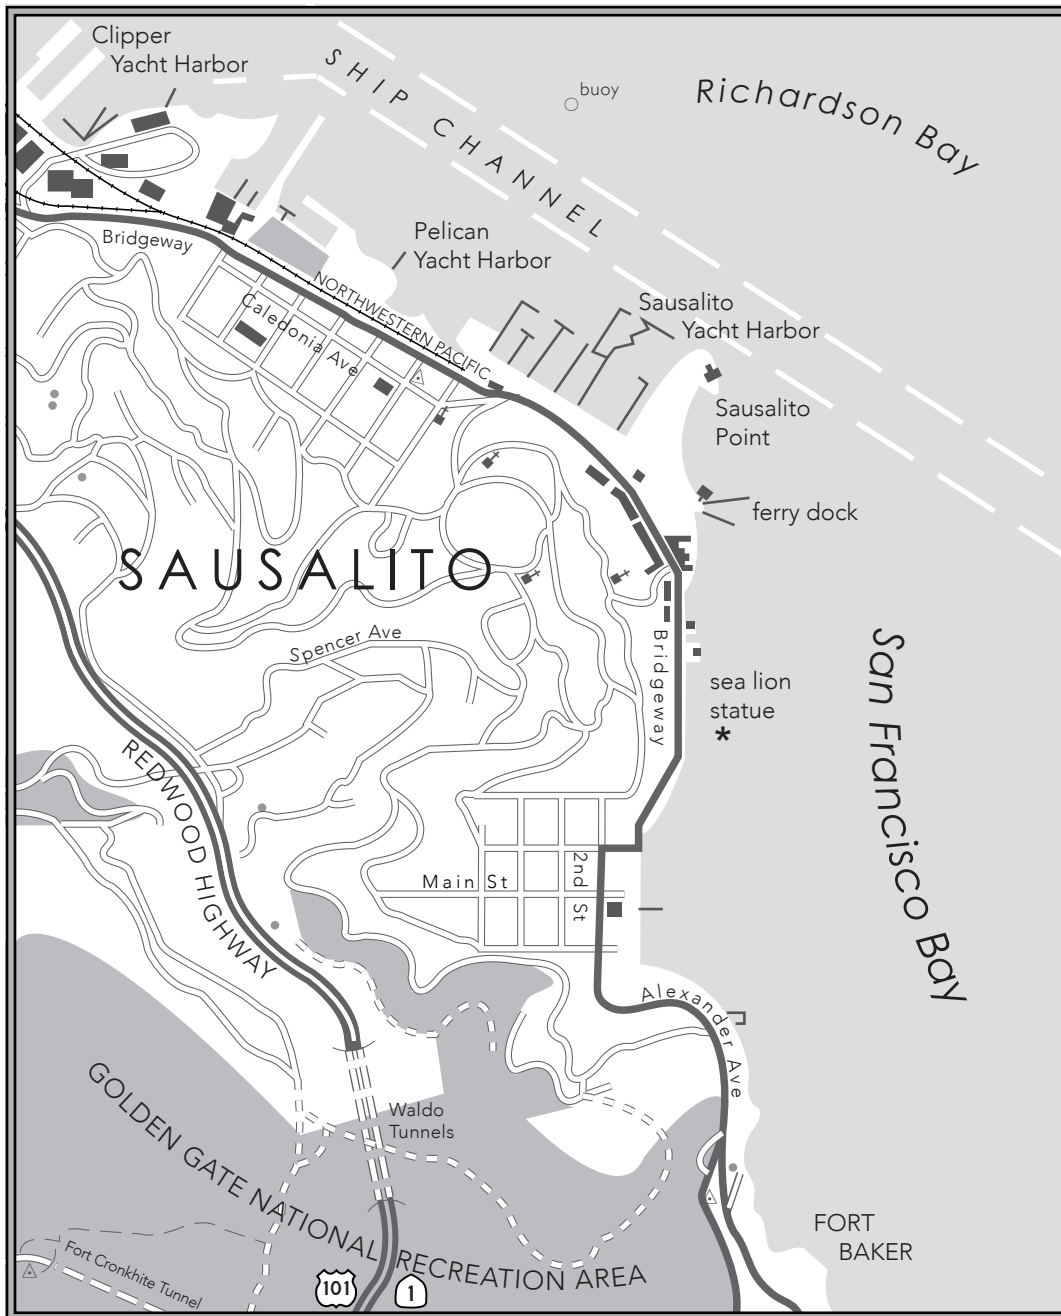 Clipper
Yacht Harbor
SHIP CHANNEL
buoy
Richardson Bay
Bridgeway
Pelican
Yacht Harbor
NORTHWESTERN PACIFIC
Caledonia Ave
Sausalito
Yacht Harbor
Sausalito
Point
ferry dock
SAUSALITO
Spencer Ave
Bridgeway
sea lion
statue
*
San Francisco Bay
REDWOOD HIGHWAY
Main St
2nd St
Alexander Ave
GOLDEN GATE NATIONAL RECREATION AREA
Waldo
Tunnels
Fort Cronkhite Tunnel
101
1
FORT
BAKER